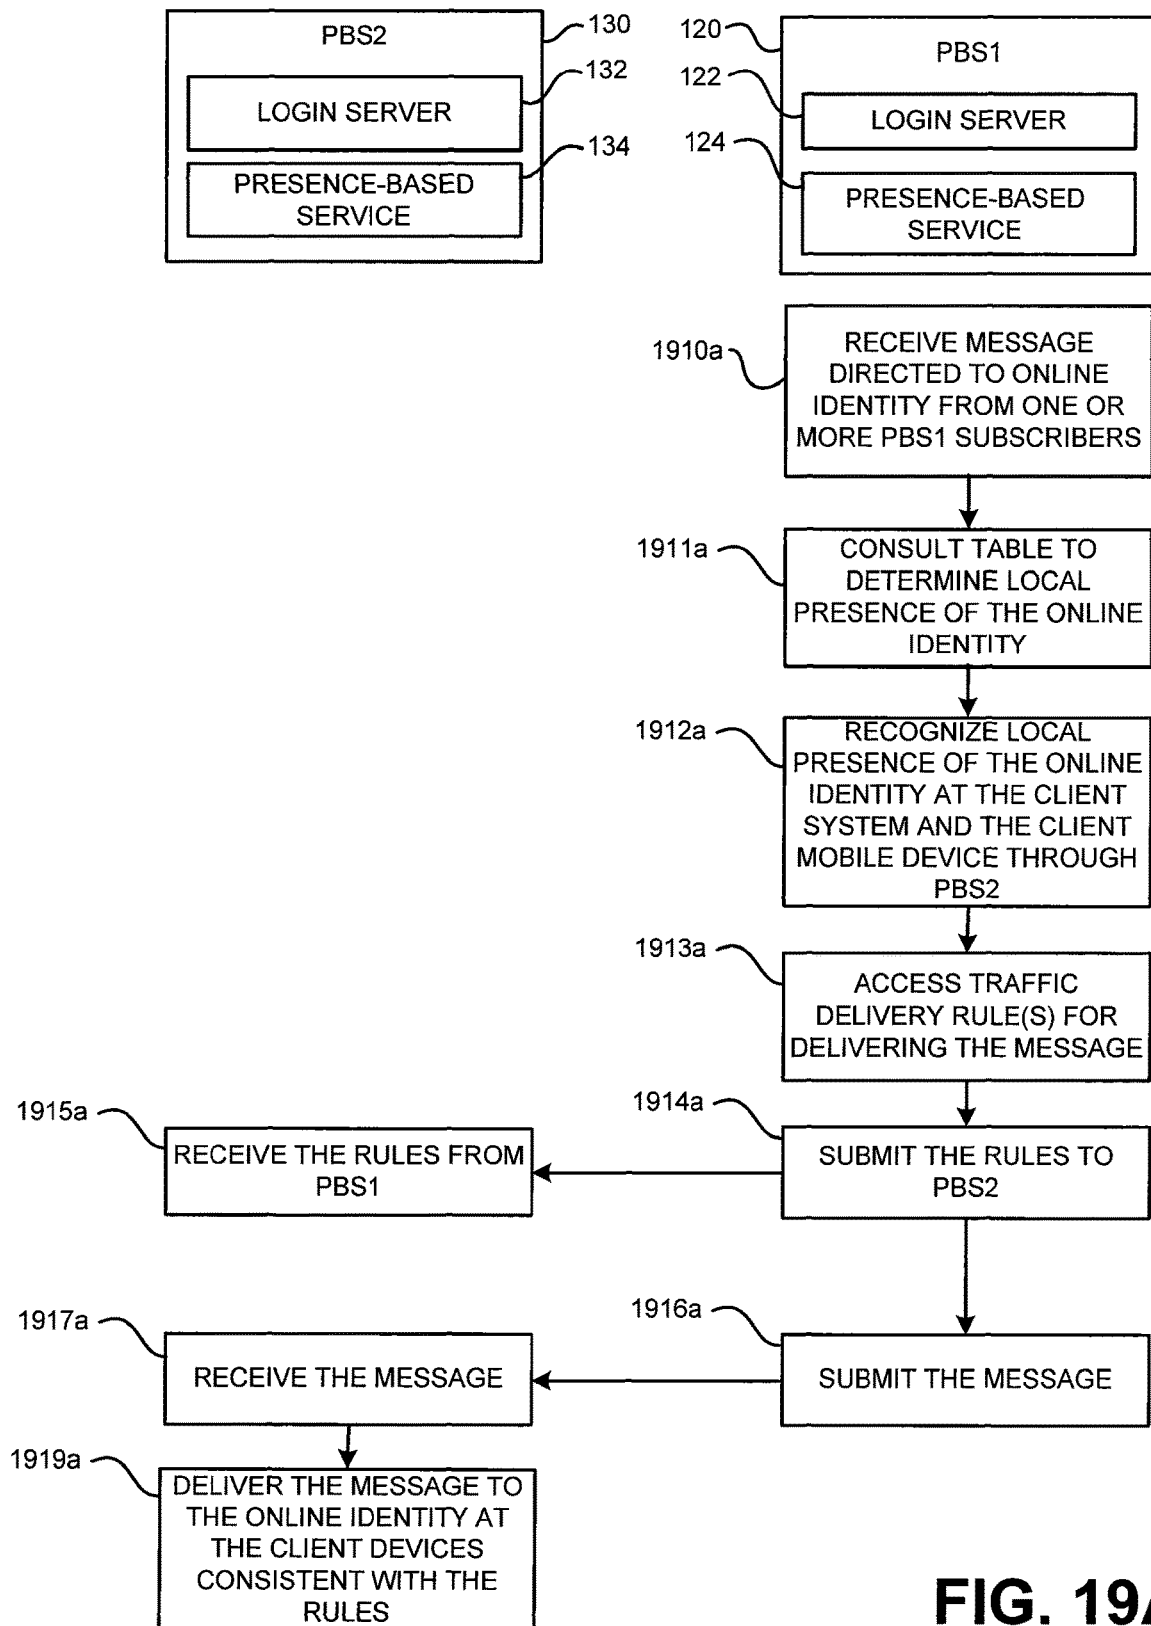 PBS2
130
132
LOGIN SERVER
134
PRESENCE-BASED
SERVICE
120
PBS1
122
LOGIN SERVER
124
PRESENCE-BASED
SERVICE
1910a
RECEIVE MESSAGE
DIRECTED TO ONLINE
IDENTITY FROM ONE OR
MORE PBS1 SUBSCRIBERS
1911a
CONSULT TABLE TO
DETERMINE LOCAL
PRESENCE OF THE ONLINE
IDENTITY
1912a
RECOGNIZE LOCAL
PRESENCE OF THE ONLINE
IDENTITY AT THE CLIENT
SYSTEM AND THE CLIENT
MOBILE DEVICE THROUGH
PBS2
1913a
ACCESS TRAFFIC
DELIVERY RULE(S) FOR
DELIVERING THE MESSAGE
1914a
SUBMIT THE RULES TO
PBS2
1915a
RECEIVE THE RULES FROM
PBS1
1916a
SUBMIT THE MESSAGE
1917a
RECEIVE THE MESSAGE
1919a
DELIVER THE MESSAGE TO
THE ONLINE IDENTITY AT
THE CLIENT DEVICES
CONSISTENT WITH THE
RULES
FIG. 19A